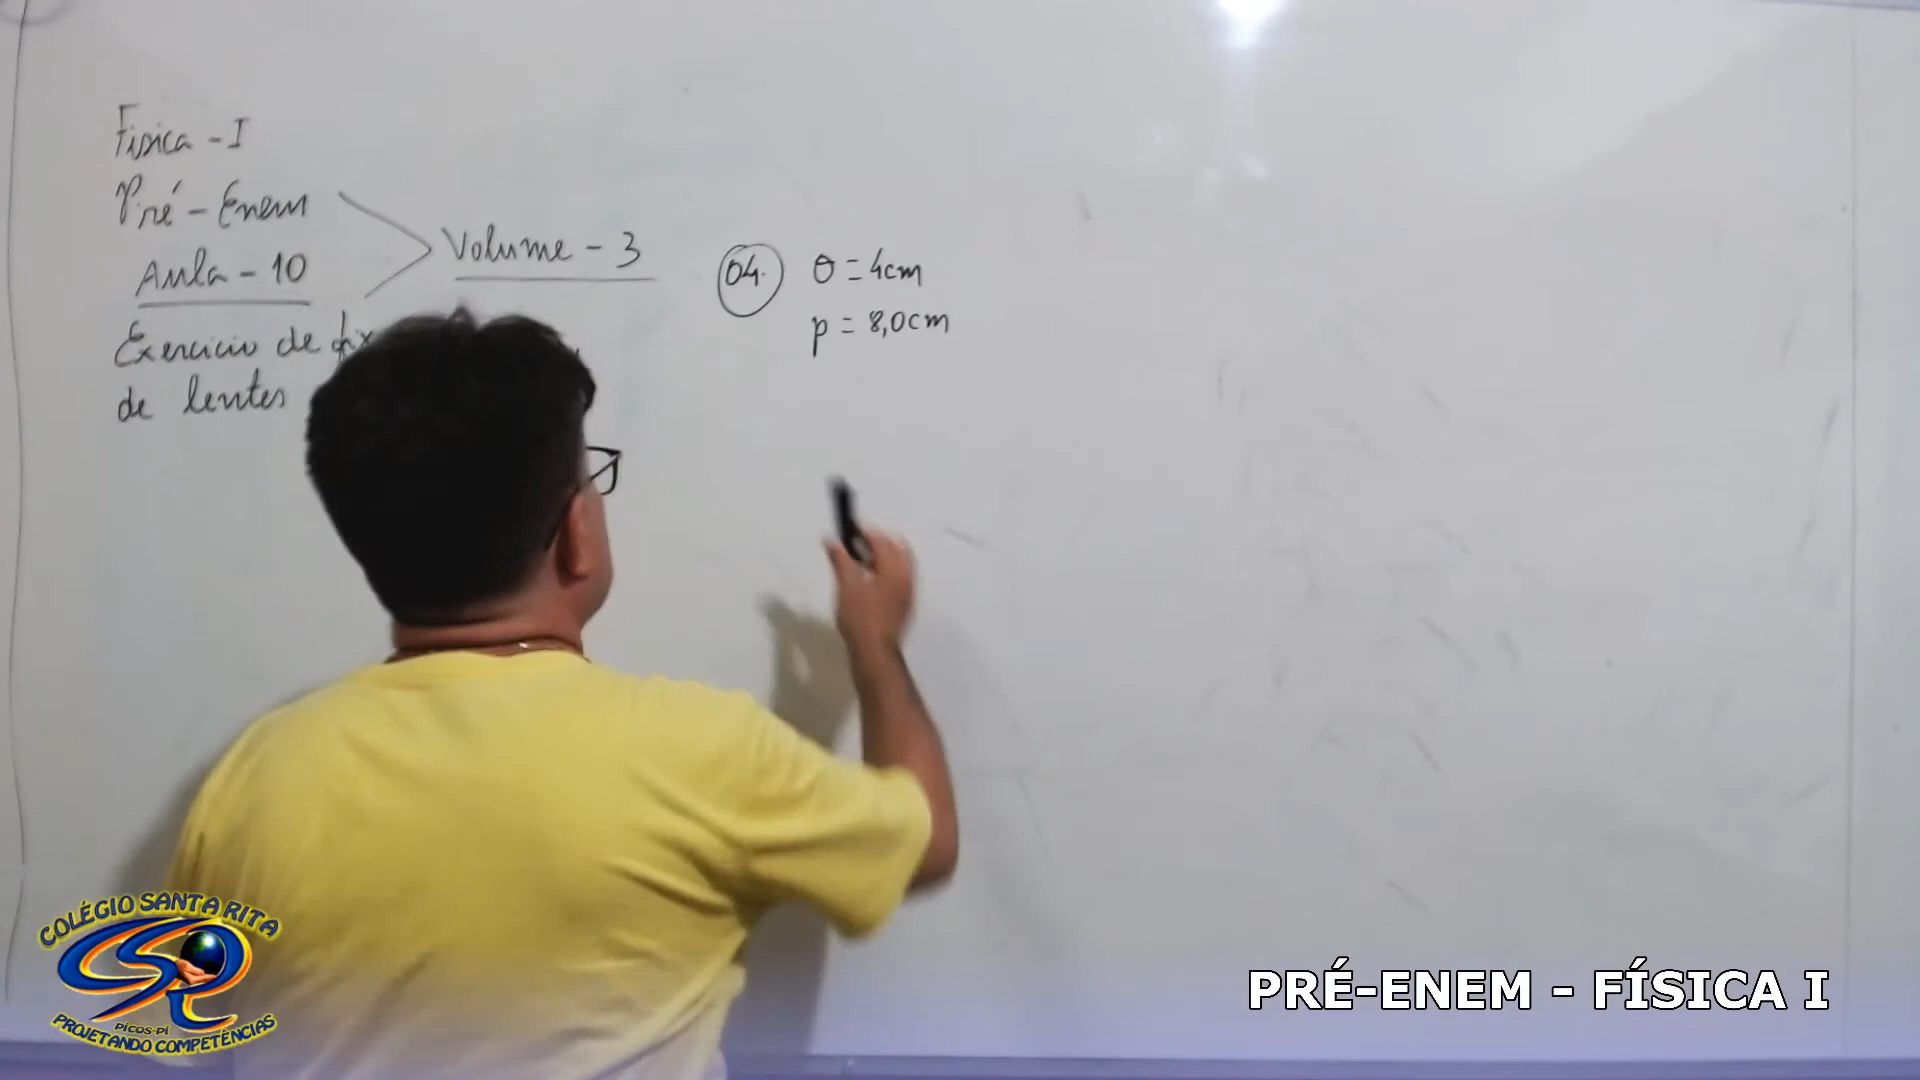 Física - I
Pré - Enem
Aula - 10
Volume - 3
Exercício de fix
de lentes
04. O = 4cm
p = 8,0cm
COLÉGIO SANTA RITA
PICOS-PI
PROJETANDO COMPETÊNCIAS
PRÉ-ENEM - FÍSICA I